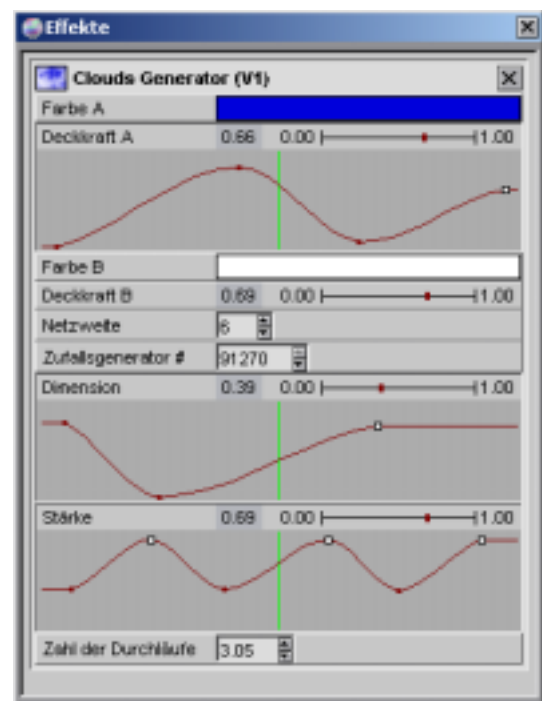 Effekte
Clouds Generator (V1)
Farbe A
Deckkraft A 0.66 0.00 1.00
Farbe B
Deckkraft B 0.69 0.00 1.00
Netzweite 6
Zufallsgenerator # 91270
Dimension 0.39 0.00 1.00
Stärke 0.69 0.00 1.00
Zahl der Durchläufe 3.05